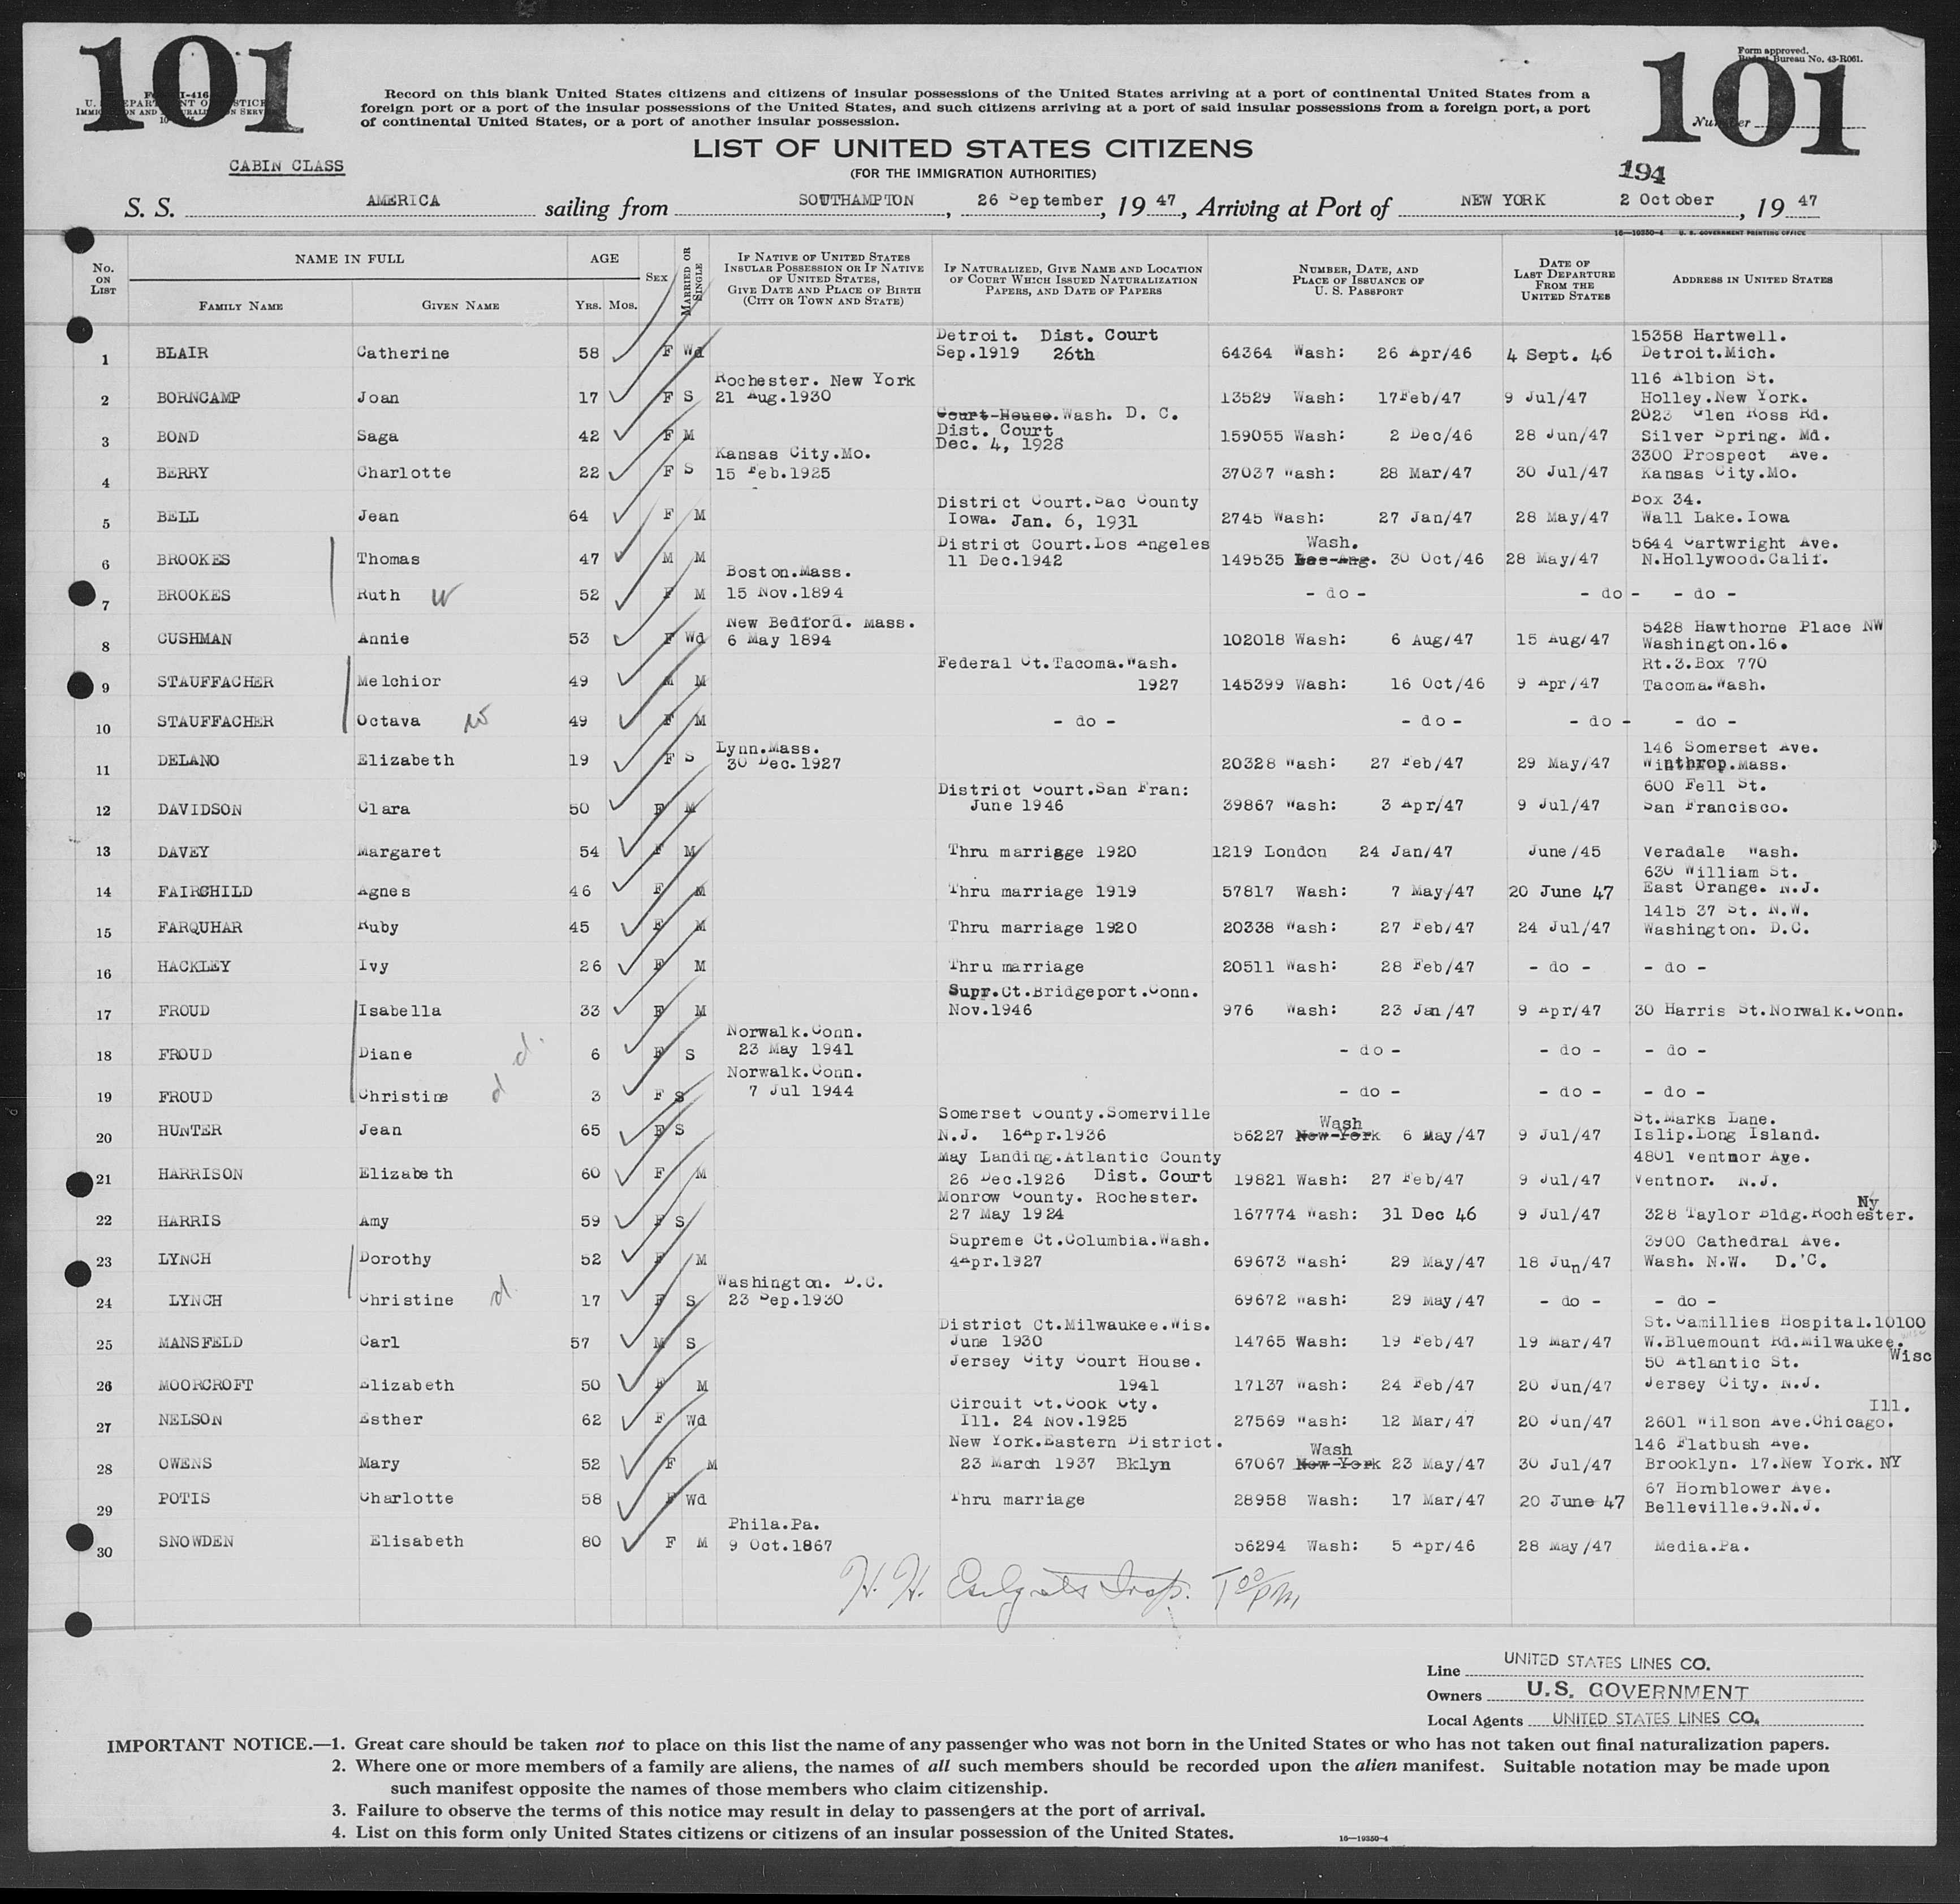 101
101
Form approved.
Budget Bureau No. 43-R061.
Form I-416
U. S. DEPARTMENT OF JUSTICE
IMMIGRATION AND NATURALIZATION SERVICE
Number
Record on this blank United States citizens and citizens of insular possessions of the United States arriving at a port of continental United States from a
foreign port or a port of the insular possessions of the United States, and such citizens arriving at a port of said insular possessions from a foreign port, a port
of continental United States, or a port of another insular possession.
LIST OF UNITED STATES CITIZENS
(FOR THE IMMIGRATION AUTHORITIES)
CABIN CLASS
194
S. S. AMERICA sailing from SOUTHAMPTON, 26 September, 19 47, Arriving at Port of NEW YORK 2 October, 19 47
16—19350-4 U. S. GOVERNMENT PRINTING OFFICE
No. ON LIST NAME IN FULL FAMILY NAME GIVEN NAME AGE YRS. MOS. SEX MARRIED OR SINGLE IF NATIVE OF UNITED STATES INSULAR POSSESSION OR IF NATIVE OF UNITED STATES, GIVE DATE AND PLACE OF BIRTH (CITY OR TOWN AND STATE) IF NATURALIZED, GIVE NAME AND LOCATION OF COURT WHICH ISSUED NATURALIZATION PAPERS, AND DATE OF PAPERS NUMBER, DATE, AND PLACE OF ISSUANCE OF U. S. PASSPORT DATE OF LAST DEPARTURE FROM THE UNITED STATES ADDRESS IN UNITED STATES
Detroit. Dist. Court 15358 Hartwell.
1 BLAIR Catherine 58 F Wd Sep.1919 26th 64364 Wash: 26 Apr/46 4 Sept. 46 Detroit.Mich.
Rochester. New York 116 Albion St.
2 BORNCAMP Joan 17 F S 21 Aug.1930 13529 Wash: 17Feb/47 9 Jul/47 Holley.New York.
Court House.Wash. D. C. 2023 Glen Ross Rd.
3 BOND Saga 42 F M Dist. Court Dec. 4, 1928 159055 Wash: 2 Dec/46 28 Jun/47 Silver Spring. Md.
Kansas City.Mo. 3300 Prospect Ave.
4 BERRY Charlotte 22 F S 15 Feb.1925 37037 Wash: 28 Mar/47 30 Jul/47 Kansas City.Mo.
District Court.Sac County Box 34.
5 BELL Jean 64 F M Iowa. Jan. 6, 1931 2745 Wash: 27 Jan/47 28 May/47 Wall Lake.Iowa
District Court.Los Angeles Wash. 5644 Cartwright Ave.
6 BROOKES Thomas 47 M M 11 Dec.1942 149535 Los Ang. 30 Oct/46 28 May/47 N.Hollywood.Calif.
Boston.Mass.
7 BROOKES Ruth w 52 F M 15 Nov.1894 - do - - do - - do -
New Bedford. Mass. 5428 Hawthorne Place NW
8 CUSHMAN Annie 53 F Wd 6 May 1894 102018 Wash: 6 Aug/47 15 Aug/47 Washington.16.
Federal Ct.Tacoma.Wash. Rt.3.Box 770
9 STAUFFACHER Melchior 49 M M 1927 145399 Wash: 16 Oct/46 9 Apr/47 Tacoma.Wash.
10 STAUFFACHER Octava w 49 F M - do - - do - - do - - do -
Lynn.Mass. 146 Somerset Ave.
11 DELANO Elizabeth 19 F S 30 Dec.1927 20328 Wash: 27 Feb/47 29 May/47 Winthrop.Mass.
District Court.San Fran: 600 Fell St.
12 DAVIDSON Clara 50 F M June 1946 39867 Wash: 3 Apr/47 9 Jul/47 San Francisco.
13 DAVEY Margaret 54 F M Thru marriage 1920 1219 London 24 Jan/47 June/45 Veradale Wash.
630 William St.
14 FAIRCHILD Agnes 46 F M Thru marriage 1919 57817 Wash: 7 May/47 20 June 47 East Orange. N.J.
1415 37 St. N.W.
15 FARQUHAR Ruby 45 F M Thru marriage 1920 20338 Wash: 27 Feb/47 24 Jul/47 Washington. D.C.
16 HACKLEY Ivy 26 F M Thru marriage 20511 Wash: 28 Feb/47 - do - - do -
Supr.Ct.Bridgeport.Conn.
17 FROUD Isabella 33 F M Nov.1946 976 Wash: 23 Jan/47 9 Apr/47 30 Harris St.Norwalk.Conn.
Norwalk.Conn.
18 FROUD Diane d. 6 F S 23 May 1941 - do - - do - - do -
Norwalk.Conn.
19 FROUD Christine d 3 F S 7 Jul 1944 - do - - do - - do -
Somerset County.Somerville Wash St.Marks Lane.
20 HUNTER Jean 65 F S N.J. 16Apr.1936 56227 New York 6 May/47 9 Jul/47 Islip.Long Island.
May Landing.Atlantic County 4801 Ventnor Age.
21 HARRISON Elizabeth 60 F M 26 Dec.1926 Dist. Court 19821 Wash: 27 Feb/47 9 Jul/47 Ventnor. N.J.
Monrow County. Rochester. Ny
22 HARRIS Amy 59 F S 27 May 1924 167774 Wash: 31 Dec 46 9 Jul/47 328 Taylor Bldg.Rochester.
Supreme Ct.Columbia.Wash. 3900 Cathedral Ave.
23 LYNCH Dorothy 52 F M 4Apr.1927 69673 Wash: 29 May/47 18 Jun/47 Wash. N.W. D.'C.
Washington. D.C.
24 LYNCH Christine d. 17 F S 23 Sep.1930 69672 Wash: 29 May/47 - do - - do -
District Ct.Milwaukee.Wis. St.Camillies Hospital.10100
25 MANSFELD Carl 57 M S June 1930 14765 Wash: 19 Feb/47 19 Mar/47 W.Bluemount Rd.Milwaukee. Wisc
Jersey City Court House. 50 Atlantic St.
26 MOORCROFT Elizabeth 50 F M 1941 17137 Wash: 24 Feb/47 20 Jun/47 Jersey City. N.J.
Circuit Ct.Cook Cty. Ill.
27 NELSON Esther 62 F Wd Ill. 24 Nov.1925 27569 Wash: 12 Mar/47 20 Jun/47 2601 Wilson Ave.Chicago.
New York.Eastern District. Wash 146 Flatbush Ave.
28 OWENS Mary 52 F M 23 March 1937 Bklyn 67067 New York 23 May/47 30 Jul/47 Brooklyn. 17.New York. NY
67 Hornblower Ave.
29 POTIS Charlotte 58 F Wd Thru marriage 28958 Wash: 17 Mar/47 20 June 47 Belleville.9.N.J.
Phila.Pa.
30 SNOWDEN Elisabeth 80 F M 9 Oct.1867 56294 Wash: 5 Apr/46 28 May/47 Media.Pa.
H. H. Insp.
Line UNITED STATES LINES CO.
Owners U.S. GOVERNMENT
Local Agents UNITED STATES LINES CO.
IMPORTANT NOTICE.—1. Great care should be taken not to place on this list the name of any passenger who was not born in the United States or who has not taken out final naturalization papers.
2. Where one or more members of a family are aliens, the names of all such members should be recorded upon the alien manifest. Suitable notation may be made upon
such manifest opposite the names of those members who claim citizenship.
3. Failure to observe the terms of this notice may result in delay to passengers at the port of arrival.
4. List on this form only United States citizens or citizens of an insular possession of the United States.
16—19350-4